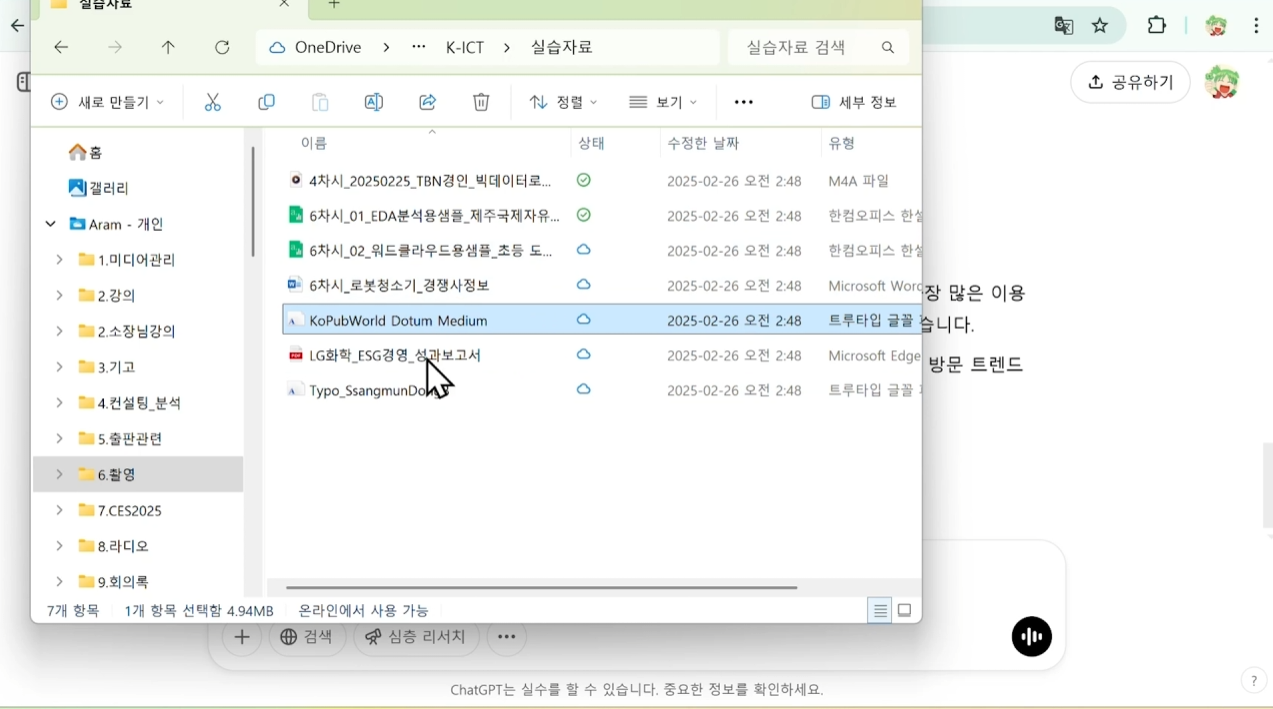 실습자료
OneDrive > ··· K-ICT > 실습자료
실습자료 검색
공유하기
새로 만들기
정렬
보기
세부 정보
이름 상태 수정한 날짜 유형
홈
갤러리
Aram - 개인
1.미디어관리
2.강의
2.소장님강의
3.기고
4.컨설팅_분석
5.출판관련
6.촬영
7.CES2025
8.라디오
9.회의록
4차시_20250225_TBN경인_빅데이터로... 2025-02-26 오전 2:48 M4A 파일
6차시_01_EDA분석용샘플_제주국제자유... 2025-02-26 오전 2:48 한컴오피스 한셀
6차시_02_워드클라우드용샘플_초등 도... 2025-02-26 오전 2:48 한컴오피스 한셀
6차시_로봇청소기_경쟁사정보 2025-02-26 오전 2:48 Microsoft Word
KoPubWorld Dotum Medium 2025-02-26 오전 2:48 트루타입 글꼴
LG화학_ESG경영_성과보고서 2025-02-26 오전 2:48 Microsoft Edge
2025-02-26 오전 2:48 트루타입 글꼴
7개 항목 1개 항목 선택함 4.94MB 온라인에서 사용 가능
장 많은 이용
습니다.
방문 트렌드
검색
심층 리서치
ChatGPT는 실수를 할 수 있습니다. 중요한 정보를 확인하세요.
?